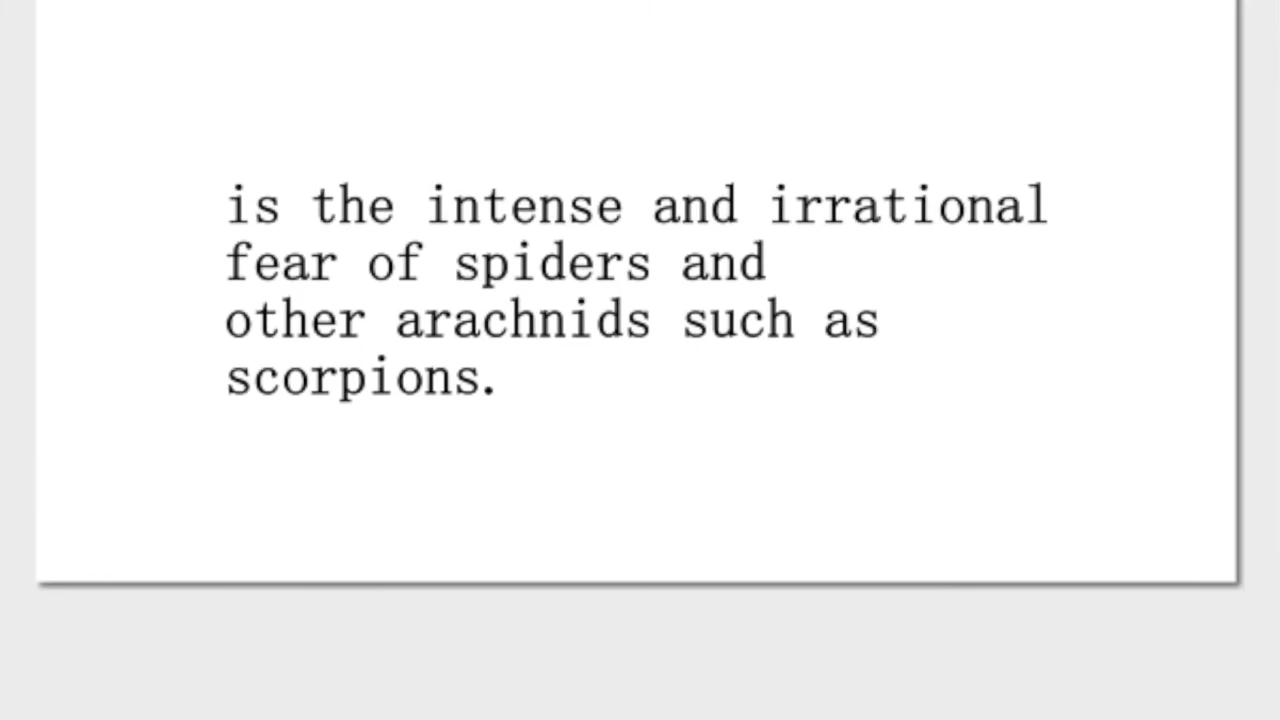 is the intense and irrational
fear of spiders and
other arachnids such as
scorpions.